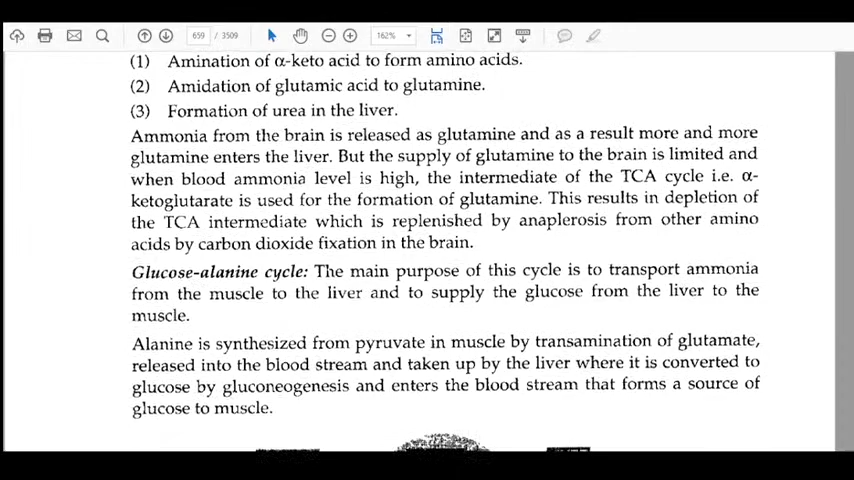 659 / 3509 162%
(1) Amination of α-keto acid to form amino acids.
(2) Amidation of glutamic acid to glutamine.
(3) Formation of urea in the liver.
Ammonia from the brain is released as glutamine and as a result more and more
glutamine enters the liver. But the supply of glutamine to the brain is limited and
when blood ammonia level is high, the intermediate of the TCA cycle i.e. α-
ketoglutarate is used for the formation of glutamine. This results in depletion of
the TCA intermediate which is replenished by anaplerosis from other amino
acids by carbon dioxide fixation in the brain.
Glucose-alanine cycle: The main purpose of this cycle is to transport ammonia
from the muscle to the liver and to supply the glucose from the liver to the
muscle.
Alanine is synthesized from pyruvate in muscle by transamination of glutamate,
released into the blood stream and taken up by the liver where it is converted to
glucose by gluconeogenesis and enters the blood stream that forms a source of
glucose to muscle.